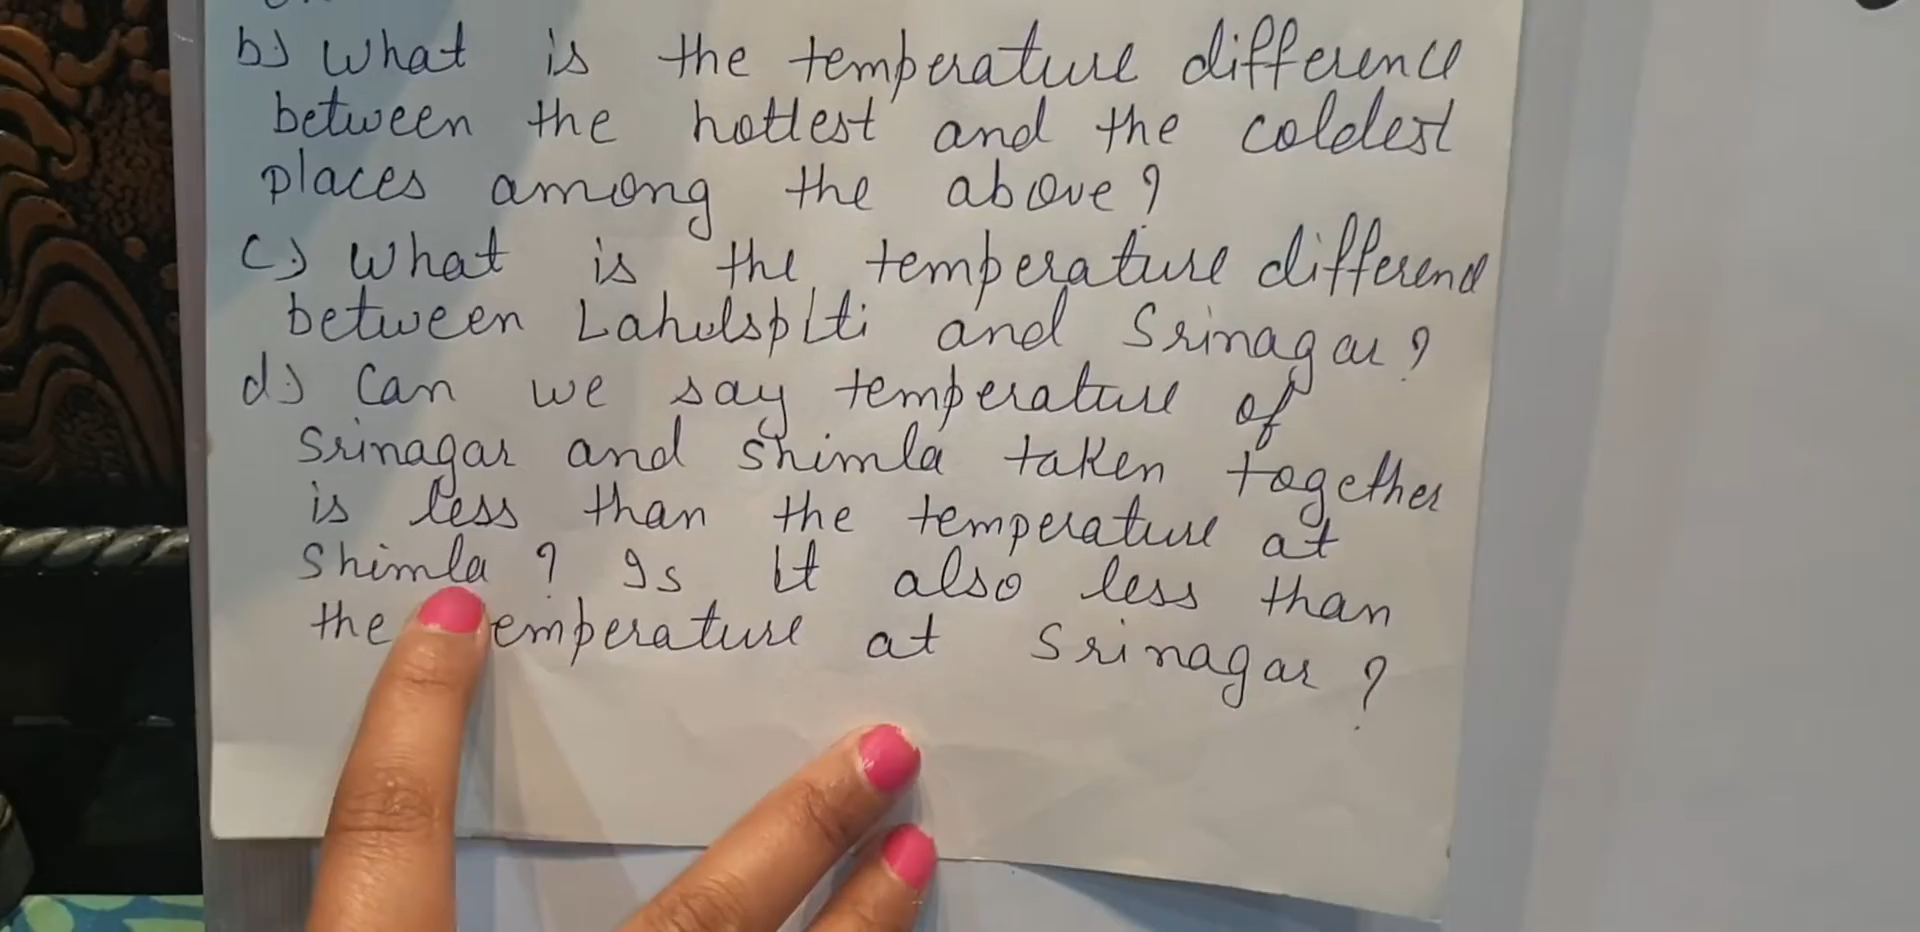 b) What is the temperature difference
between the hottest and the coldest
places among the above?
c) What is the temperature differenc
between Lahulspiti and Srinagar?
d) Can we say temperature of
Srinagar and Shimla taken together
is less than the temperature at
Shimla? Is it also less than
the temperature at Srinagar?